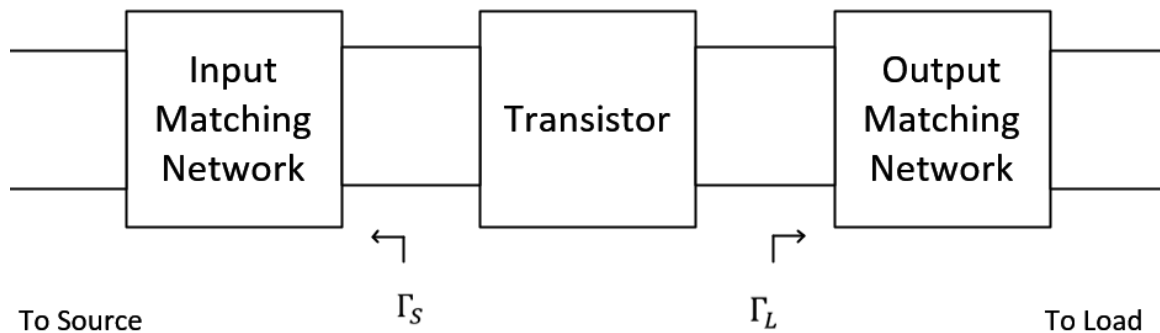 Input
Matching
Network
Transistor
Output
Matching
Network
Γ_S
Γ_L
To Source
To Load